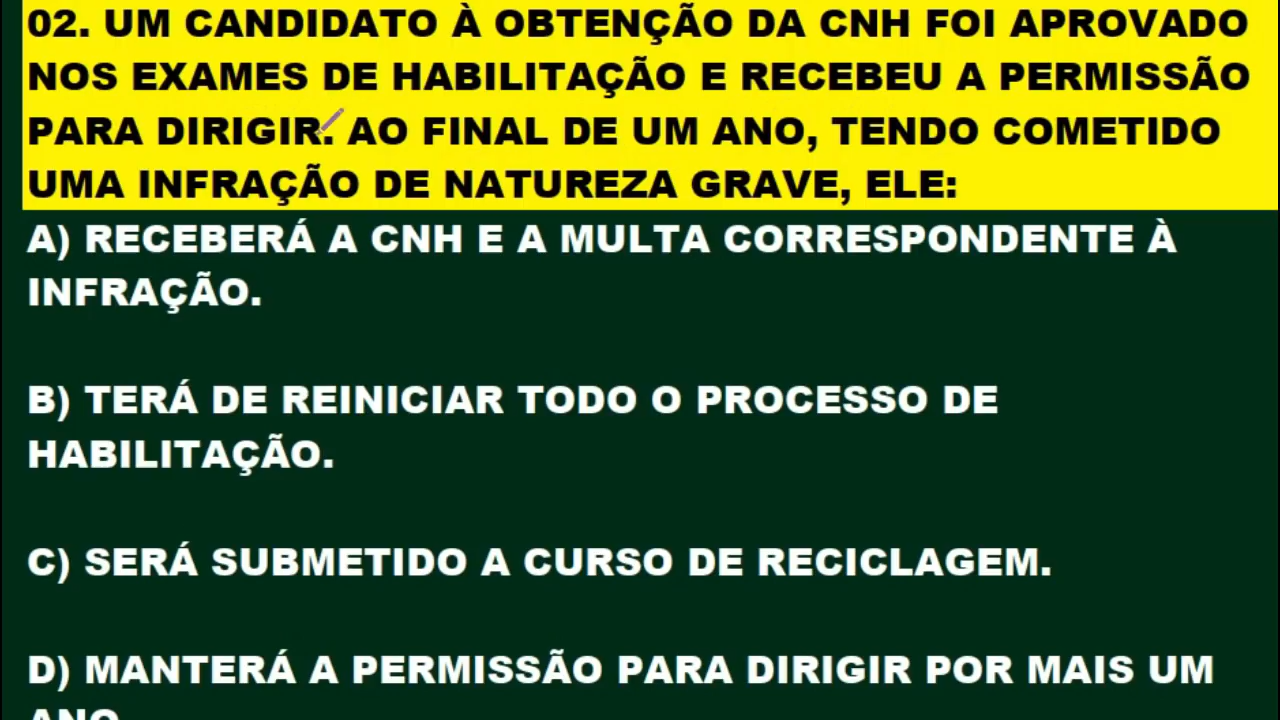 02. UM CANDIDATO À OBTENÇÃO DA CNH FOI APROVADO
NOS EXAMES DE HABILITAÇÃO E RECEBEU A PERMISSÃO
PARA DIRIGIR. AO FINAL DE UM ANO, TENDO COMETIDO
UMA INFRAÇÃO DE NATUREZA GRAVE, ELE:
A) RECEBERÁ A CNH E A MULTA CORRESPONDENTE À
INFRAÇÃO.
B) TERÁ DE REINICIAR TODO O PROCESSO DE
HABILITAÇÃO.
C) SERÁ SUBMETIDO A CURSO DE RECICLAGEM.
D) MANTERÁ A PERMISSÃO PARA DIRIGIR POR MAIS UM
ANO.